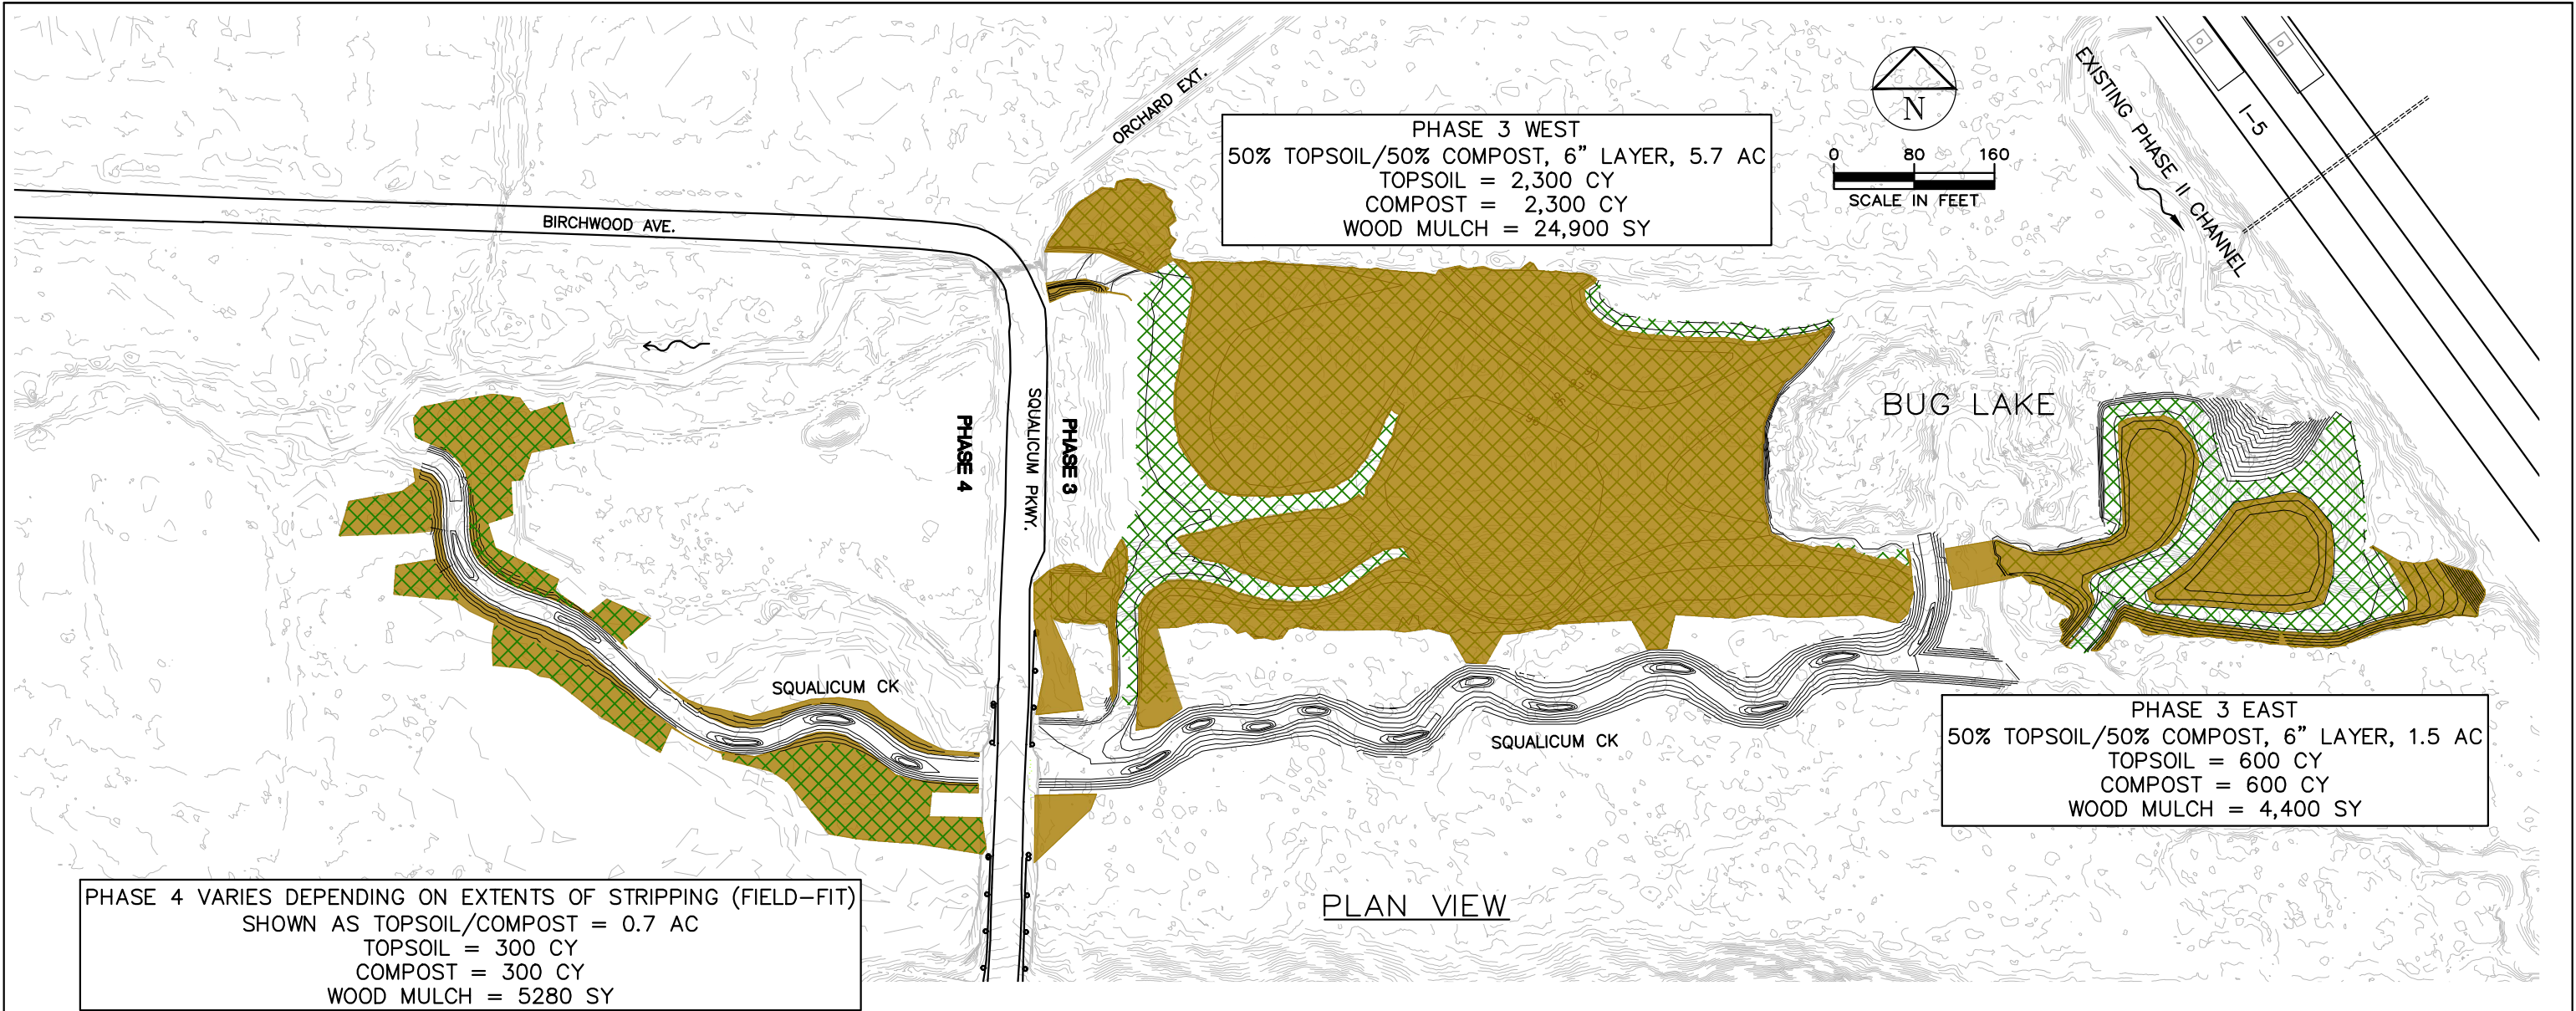 ORCHARD EXT.
EXISTING PHASE II CHANNEL
I-5
N
0 80 160
SCALE IN FEET
PHASE 3 WEST
50% TOPSOIL/50% COMPOST, 6” LAYER, 5.7 AC
TOPSOIL = 2,300 CY
COMPOST = 2,300 CY
WOOD MULCH = 24,900 SY
BIRCHWOOD AVE.
SQUALICUM PKWY.
PHASE 4
PHASE 3
BUG LAKE
SQUALICUM CK
SQUALICUM CK
PHASE 3 EAST
50% TOPSOIL/50% COMPOST, 6” LAYER, 1.5 AC
TOPSOIL = 600 CY
COMPOST = 600 CY
WOOD MULCH = 4,400 SY
PHASE 4 VARIES DEPENDING ON EXTENTS OF STRIPPING (FIELD-FIT)
SHOWN AS TOPSOIL/COMPOST = 0.7 AC
TOPSOIL = 300 CY
COMPOST = 300 CY
WOOD MULCH = 5280 SY
PLAN VIEW